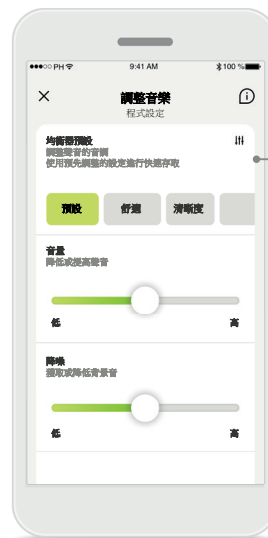 PH 9:41 AM 100 %
調整音樂
程式設定
均衡器預設
調整聲音的音調
使用預先調整的設定進行快速存取
預設 舒適 清晰度
音量
降低或提高聲音
低 高
降噪
獲取或降低背景音
低 高